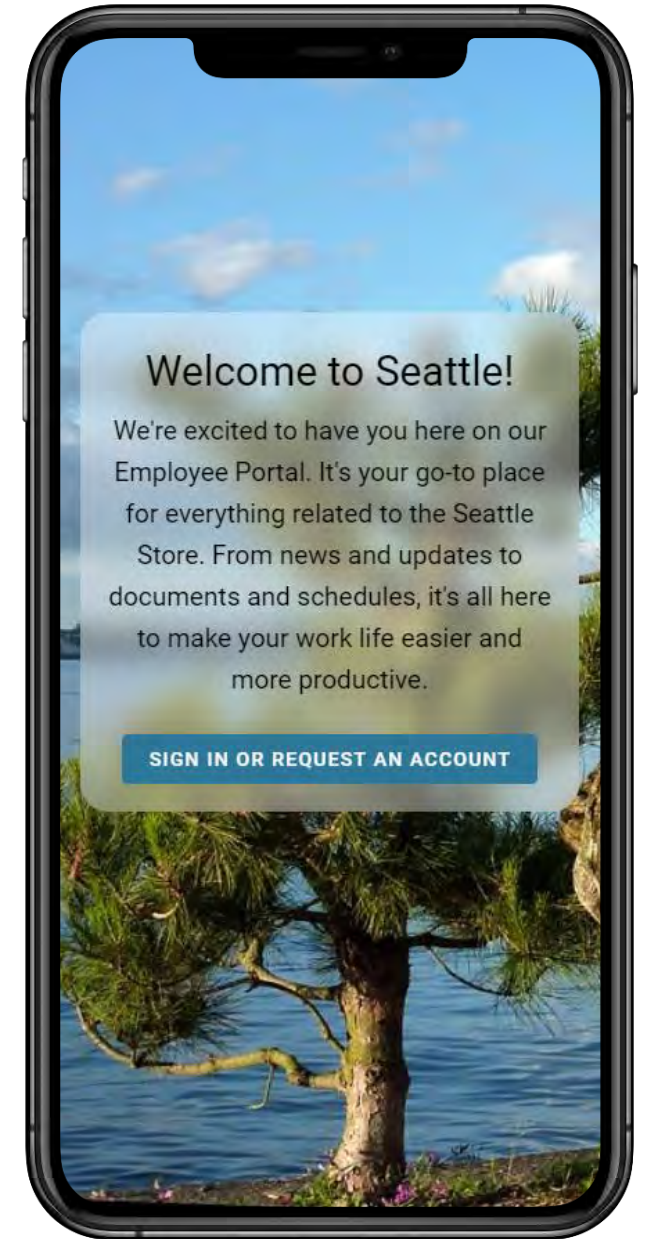 Welcome to Seattle!
We're excited to have you here on our
Employee Portal. It's your go-to place
for everything related to the Seattle
Store. From news and updates to
documents and schedules, it's all here
to make your work life easier and
more productive.
SIGN IN OR REQUEST AN ACCOUNT